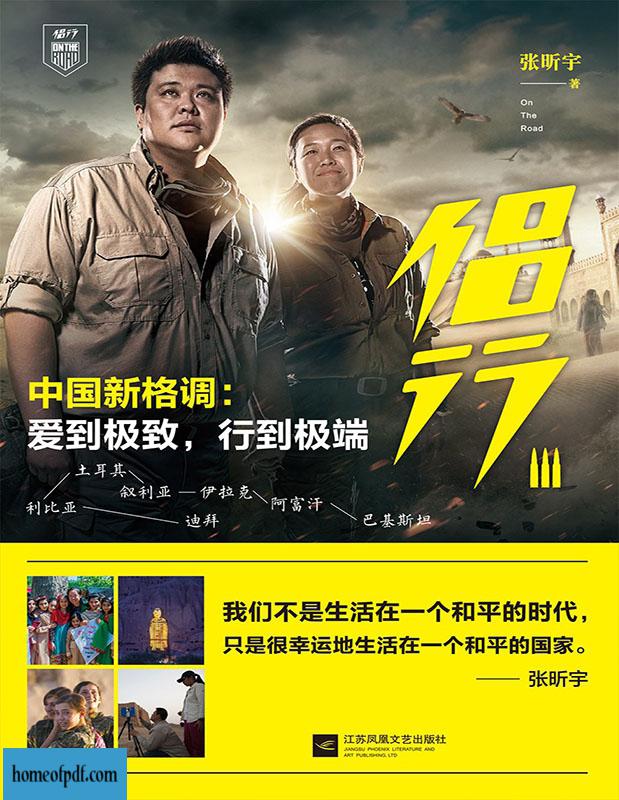 侣行
ON THE
ROAD
张昕宇
著
On
The
Road
侣行
中国新格调：
爱到极致，行到极端
土耳其
叙利亚
伊拉克
阿富汗
利比亚
迪拜
巴基斯坦
我们不是生活在一个和平的时代，
只是很幸运地生活在一个和平的国家。
——张昕宇
江苏凤凰文艺出版社
JIANGSU PHOENIX LITERATURE AND
ART PUBLISHING, LTD
homeofpdf.com